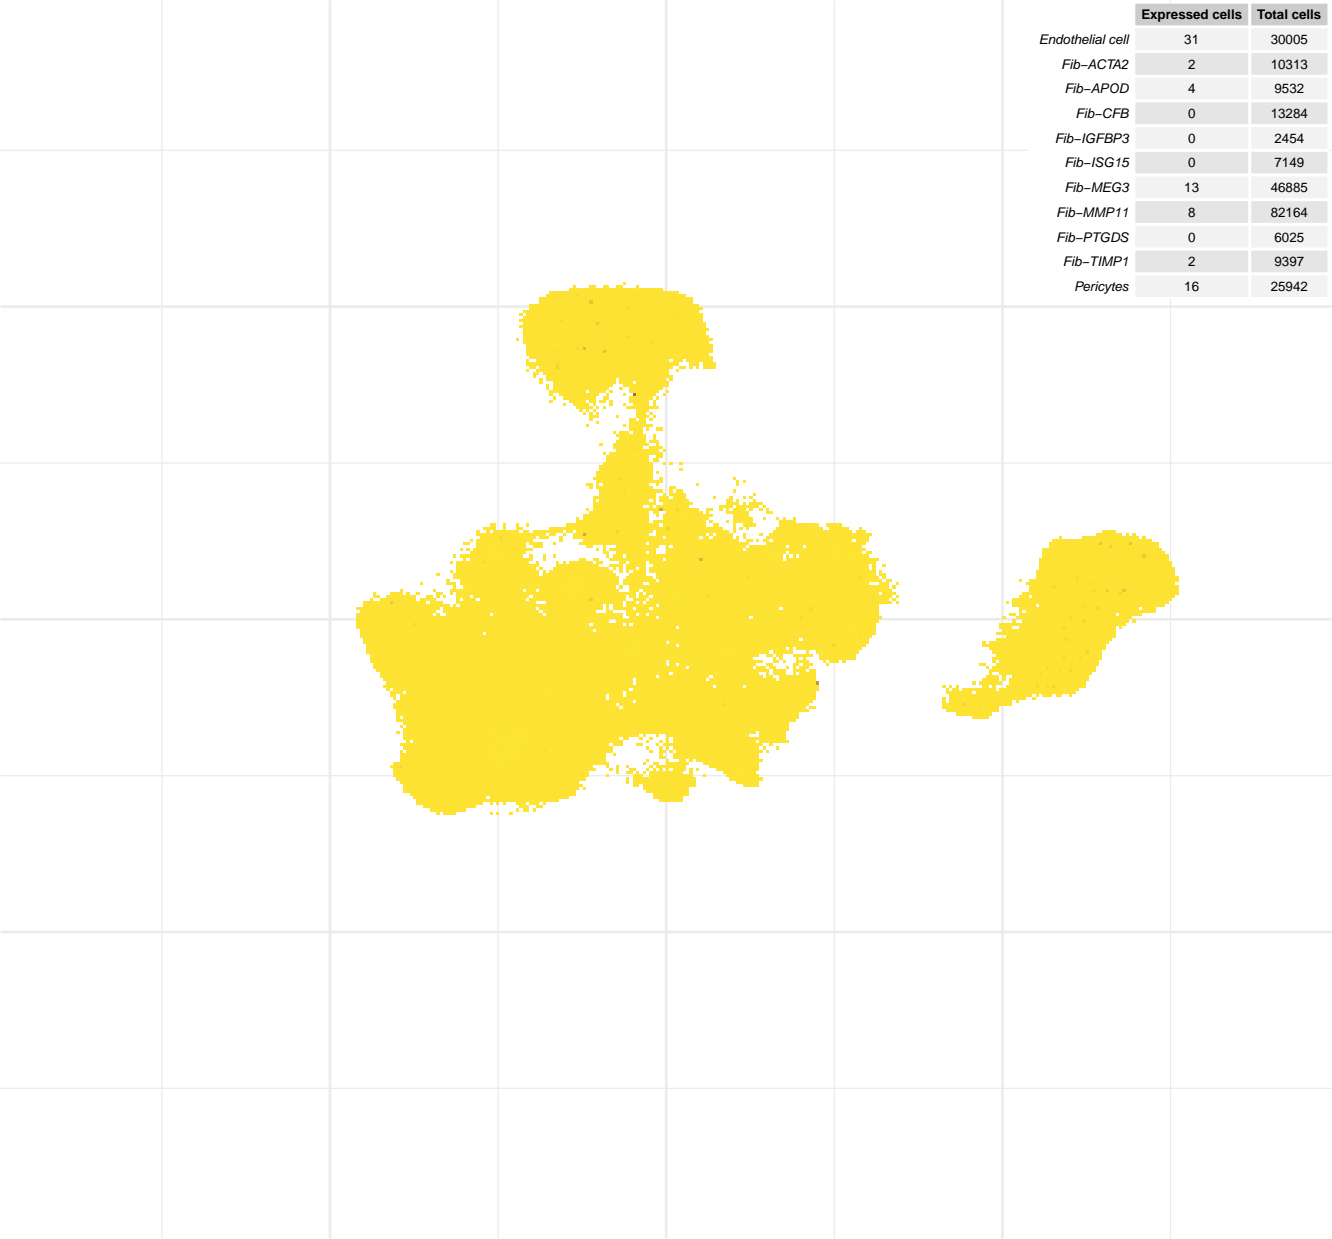 Expressed cells Total cells
Endothelial cell 31 30005
Fib−ACTA2 2 10313
Fib−APOD 4 9532
Fib−CFB 0 13284
Fib−IGFBP3 0 2454
Fib−ISG15 0 7149
Fib−MEG3 13 46885
Fib−MMP11 8 82164
Fib−PTGDS 0 6025
Fib−TIMP1 2 9397
Pericytes 16 25942